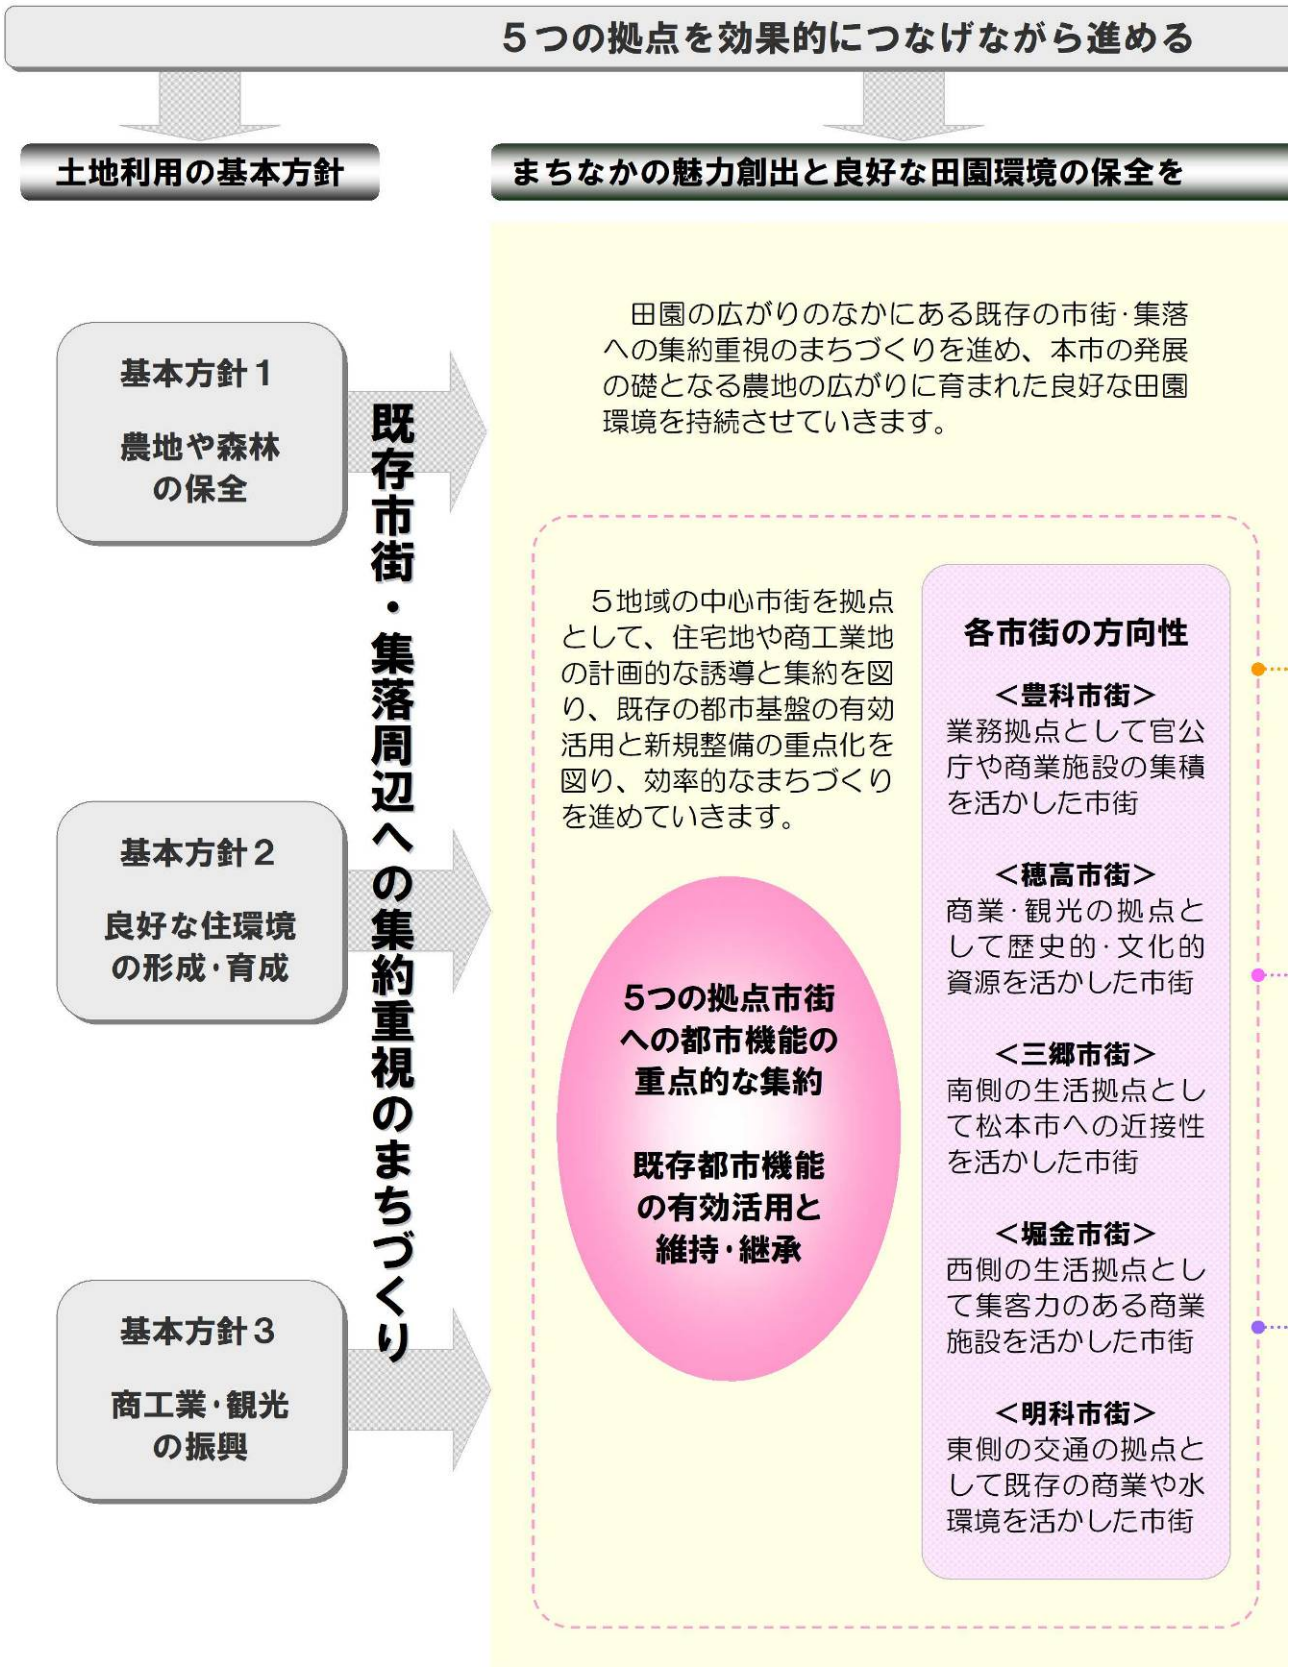 5つの拠点を効果的につなげながら進める
土地利用の基本方針
まちなかの魅力創出と良好な田園環境の保全を
基本方針1
農地や森林
の保全
基本方針2
良好な住環境
の形成・育成
基本方針3
商工業・観光
の振興
既存市街・集落周辺への集約重視のまちづくり
田園の広がりのなかにある既存の市街・集落
への集約重視のまちづくりを進め、本市の発展
の礎となる農地の広がりに育まれた良好な田園
環境を持続させていきます。
5地域の中心市街を拠点
として、住宅地や商工業地
の計画的な誘導と集約を図
り、既存の都市基盤の有効
活用と新規整備の重点化を
図り、効率的なまちづくり
を進めていきます。
5つの拠点市街
への都市機能の
重点的な集約
既存都市機能
の有効活用と
維持・継承
各市街の方向性
＜豊科市街＞
業務拠点として官公
庁や商業施設の集積
を活かした市街
＜穂高市街＞
商業・観光の拠点と
して歴史的・文化的
資源を活かした市街
＜三郷市街＞
南側の生活拠点とし
て松本市への近接性
を活かした市街
＜堀金市街＞
西側の生活拠点とし
て集客力のある商業
施設を活かした市街
＜明科市街＞
東側の交通の拠点と
して既存の商業や水
環境を活かした市街